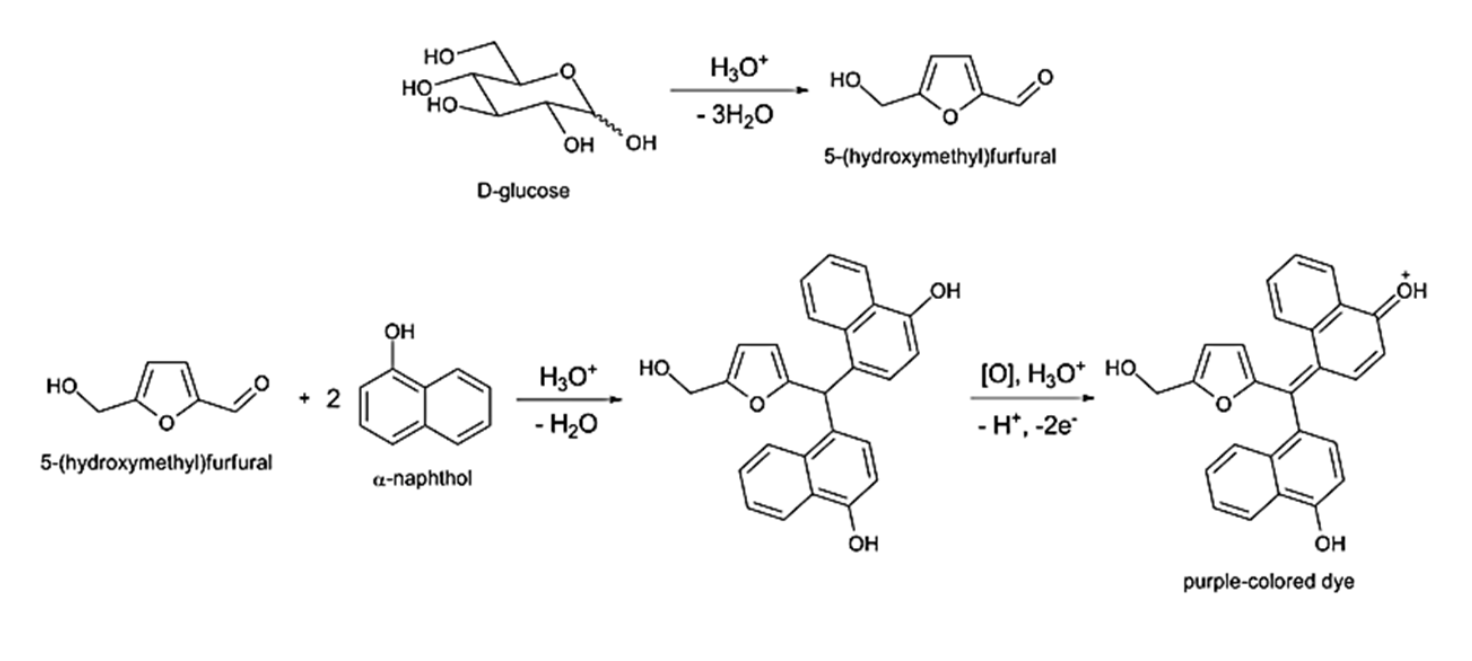 HO
HO
HO
O
OH
OH
D-glucose
H₃O⁺
- 3H₂O
HO
O
O
5-(hydroxymethyl)furfural
HO
O
O
5-(hydroxymethyl)furfural
+ 2
OH
α-naphthol
H₃O⁺
- H₂O
HO
O
OH
OH
[O], H₃O⁺
- H⁺, -2e⁻
HO
O
+
OH
OH
purple-colored dye